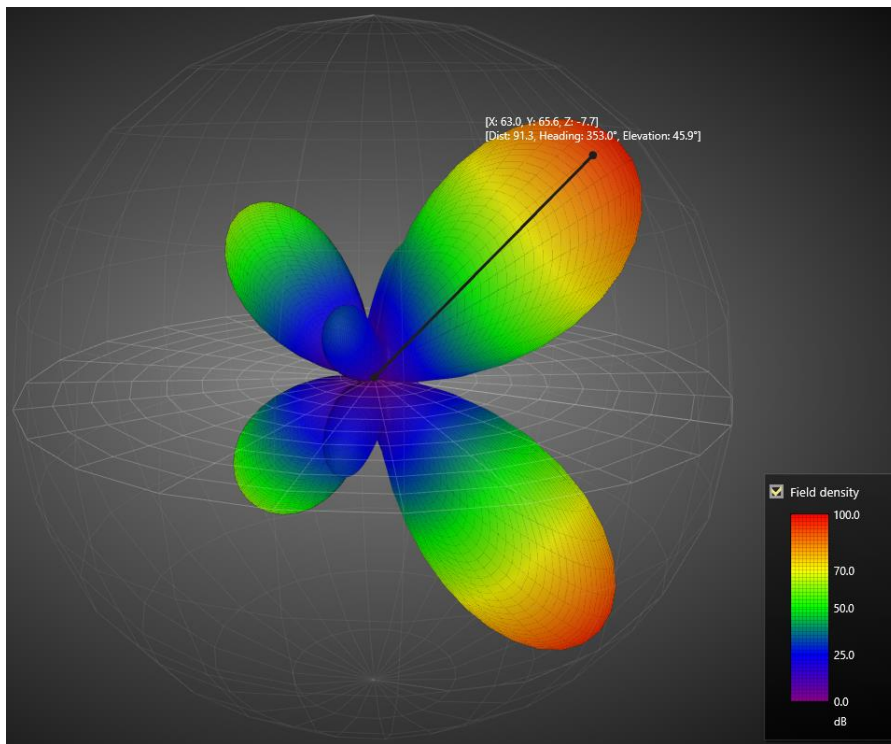 [X: 63.0, Y: 65.6, Z: -7.7]
[Dist: 91.3, Heading: 353.0°, Elevation: 45.9°]
Field density
100.0
70.0
50.0
25.0
0.0
dB